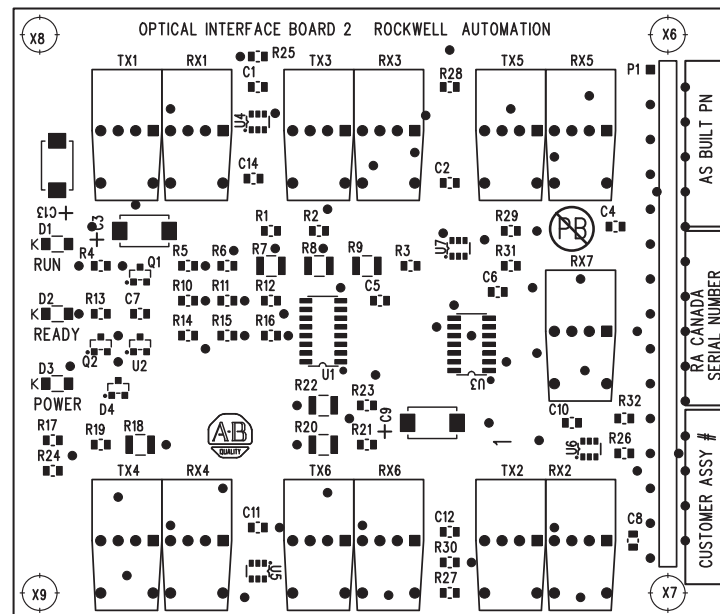 OPTICAL INTERFACE BOARD 2 ROCKWELL AUTOMATION
X8
X6
R25
TX1 RX1 C1 TX3 RX3 R28 TX5 RX5 P1
U4
C14 C2
AS BUILT PN
C13 +
D1 + C3 R1 R2 R29 C4
K
PB
RUN R4 Q1 R5 R6 R7 R8 R9 R3 U7 R31 RX7
D2 R13 C7 R10 R11 R12 C5 C6
K
READY R14 R15 R16
RA CANADA
SERIAL NUMBER
Q2 U2 U1 U3
D3
K
POWER D4 R22 R23 + C9 C10 R32
R17 R19 R18 A-B R20 R21 1 U6 R26
QUALITY
R24
CUSTOMER ASSY #
TX4 RX4 TX6 RX6 TX2 RX2
C11 C12 C8
R30
U5
R27
X9
X7